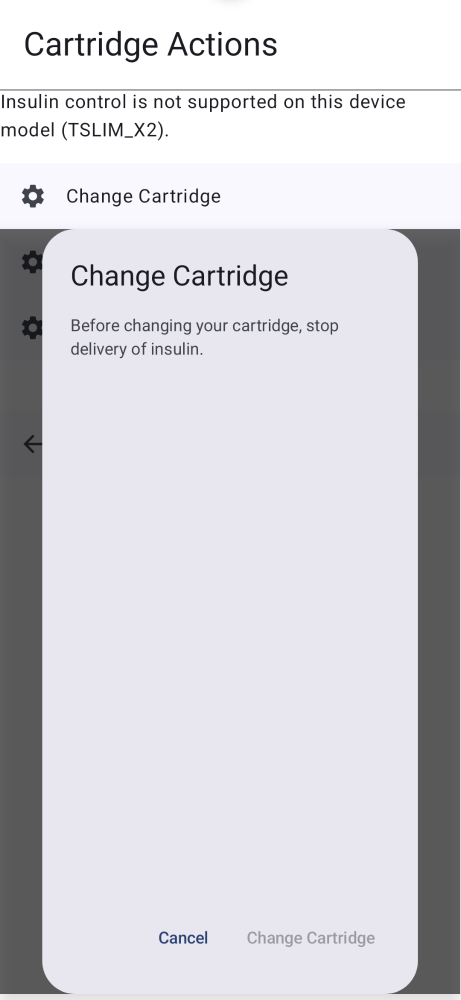 Cartridge Actions
Insulin control is not supported on this device
model (TSLIM_X2).
Change Cartridge
Change Cartridge
Before changing your cartridge, stop
delivery of insulin.
Cancel
Change Cartridge